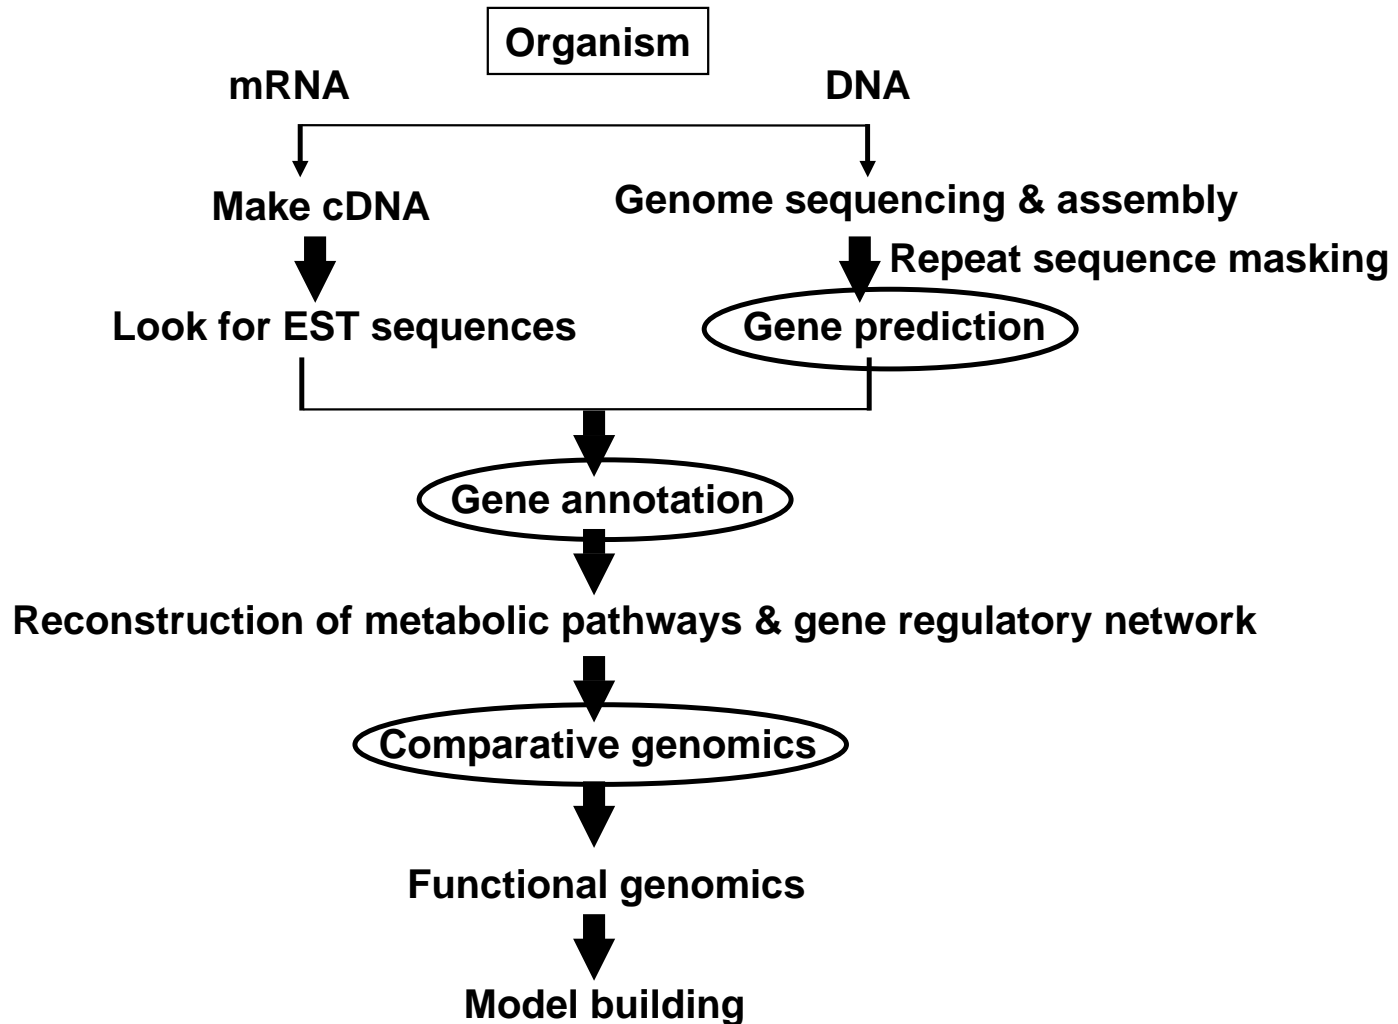 Organism
mRNA
DNA
Make cDNA
Genome sequencing & assembly
Repeat sequence masking
Look for EST sequences
Gene prediction
Gene annotation
Reconstruction of metabolic pathways & gene regulatory network
Comparative genomics
Functional genomics
Model building